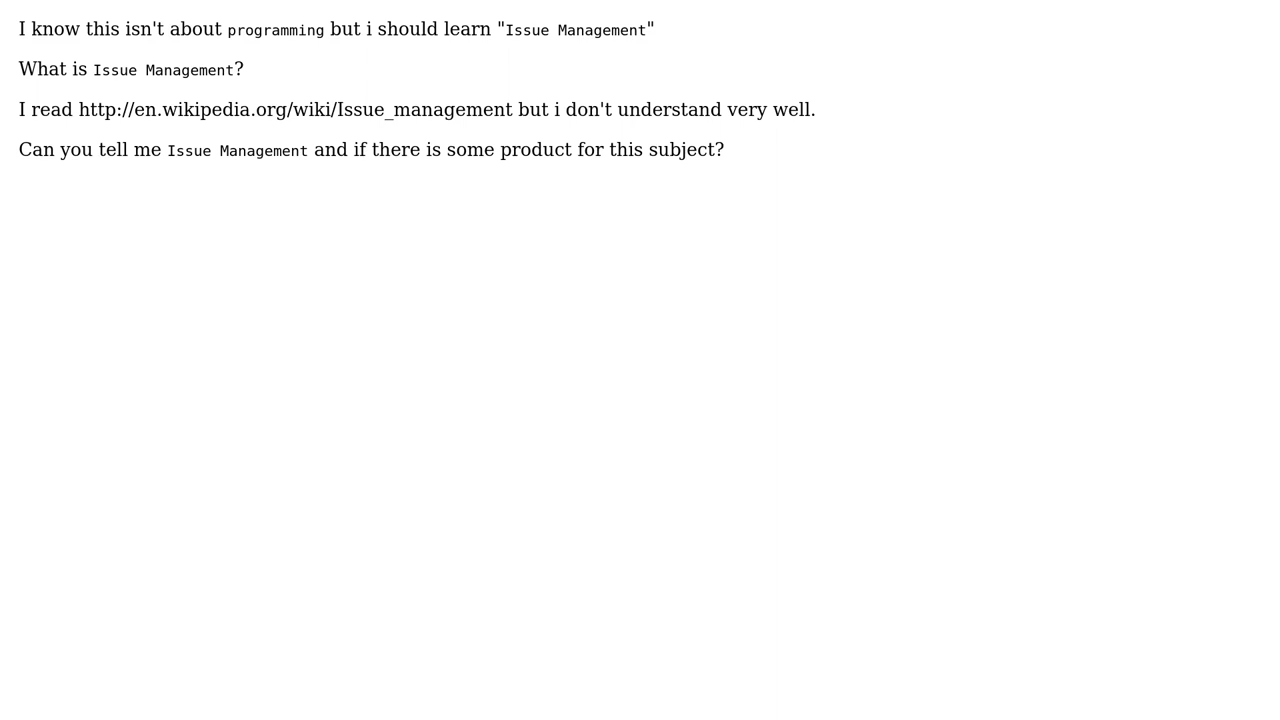 I know this isn't about programming but i should learn "Issue Management"
What is Issue Management?
I read http://en.wikipedia.org/wiki/Issue_management but i don't understand very well.
Can you tell me Issue Management and if there is some product for this subject?